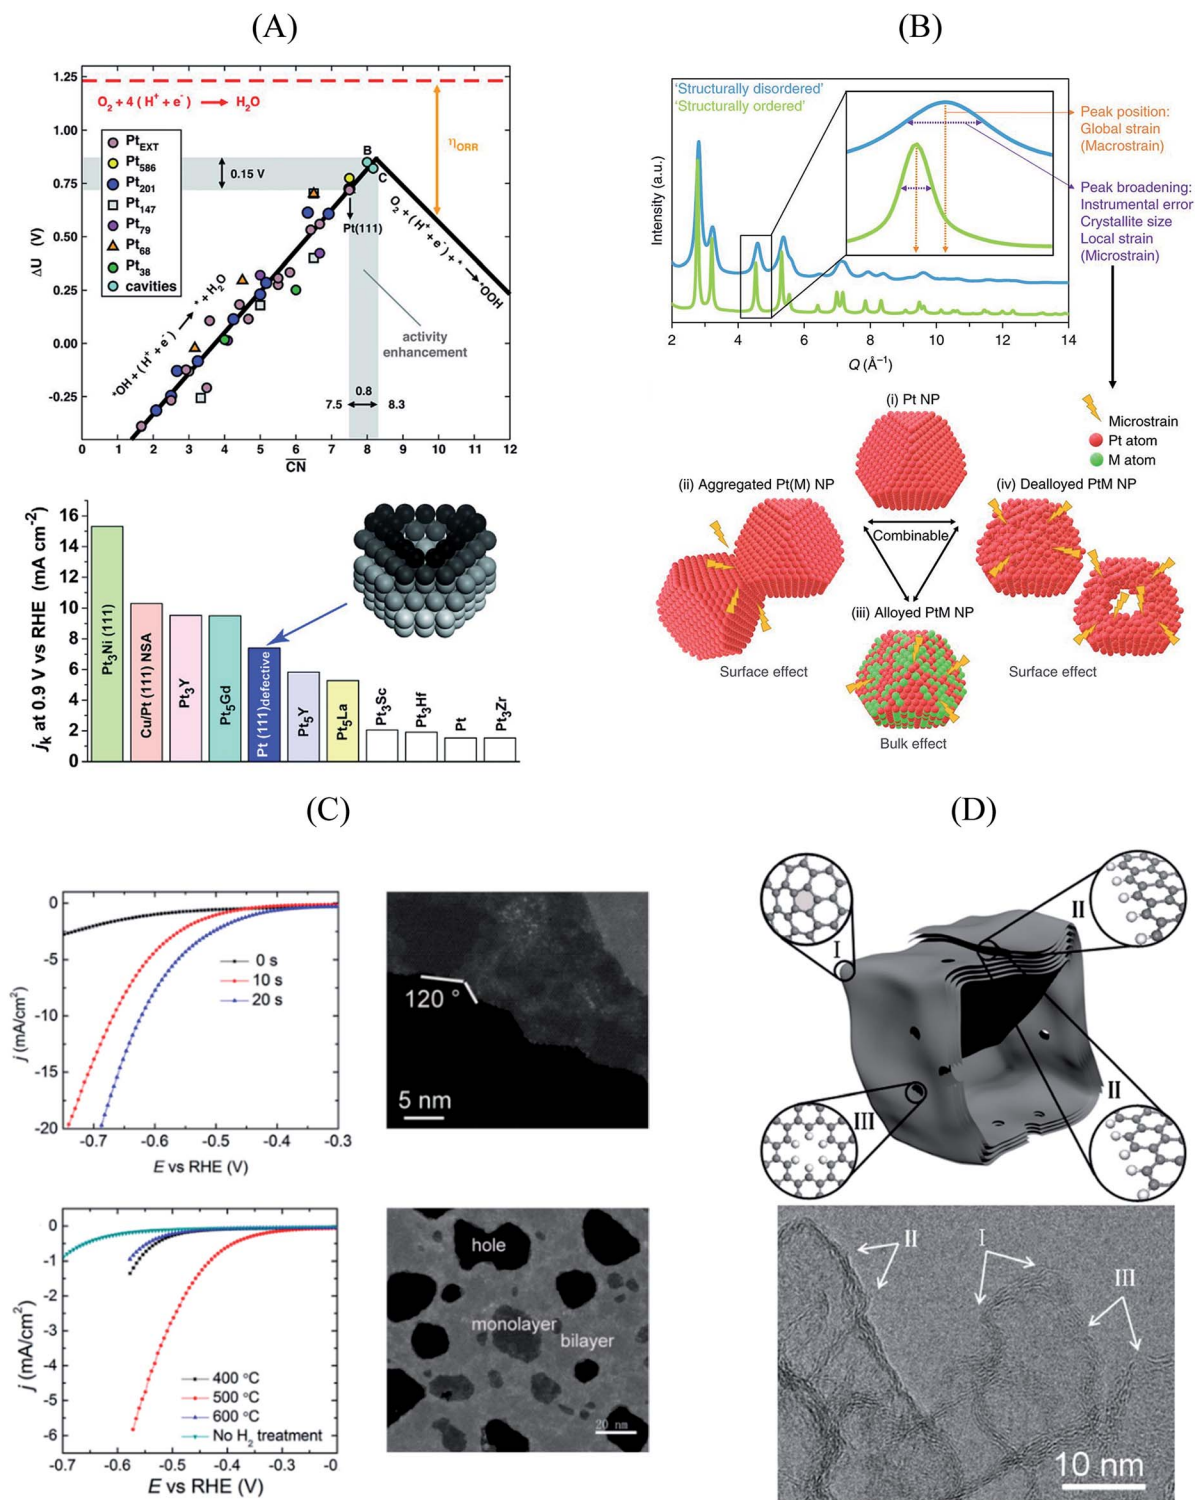 (A)
1.25
1.00
0.75
0.50
0.25
0.00
-0.25
ΔU (V)
O2 + 4 ( H+ + e- ) → H2O
PtEXT
Pt586
Pt201
Pt147
Pt79
Pt68
Pt38
cavities
0.15 V
B
C
ηORR
Pt(111)
O2 + (H+ + e-) + * → *OOH
*OH + (H+ + e-) → * + H2O
activity
enhancement
0.8
7.5
8.3
0 1 2 3 4 5 6 7 8 9 10 11 12
CN
jk at 0.9 V vs RHE (mA cm-2)
16
14
12
10
8
6
4
2
0
Pt3Ni (111)
Cu/Pt (111) NSA
Pt3Y
Pt5Gd
Pt (111)defective
Pt5Y
Pt5La
Pt3Sc
Pt3Hf
Pt
Pt3Zr
(B)
'Structurally disordered'
'Structurally ordered'
Intensity (a.u.)
2 4 6 8 10 12 14
Q (Å−1)
Peak position:
Global strain
(Macrostrain)
Peak broadening:
Instrumental error
Crystallite size
Local strain
(Microstrain)
(i) Pt NP
Microstrain
Pt atom
M atom
(ii) Aggregated Pt(M) NP
(iv) Dealloyed PtM NP
Combinable
(iii) Alloyed PtM NP
Surface effect
Surface effect
Bulk effect
(C)
0
-5
-10
-15
-20
j (mA/cm2)
0 s
10 s
20 s
-0.7 -0.6 -0.5 -0.4 -0.3
E vs RHE (V)
120 °
5 nm
0
-1
-2
-3
-4
-5
-6
j (mA/cm2)
400 °C
500 °C
600 °C
No H2 treatment
-0.7 -0.6 -0.5 -0.4 -0.3 -0.2 -0.1 -0
E vs RHE (V)
hole
monolayer
bilayer
20 nm
(D)
I
II
II
III
II
I
III
10 nm